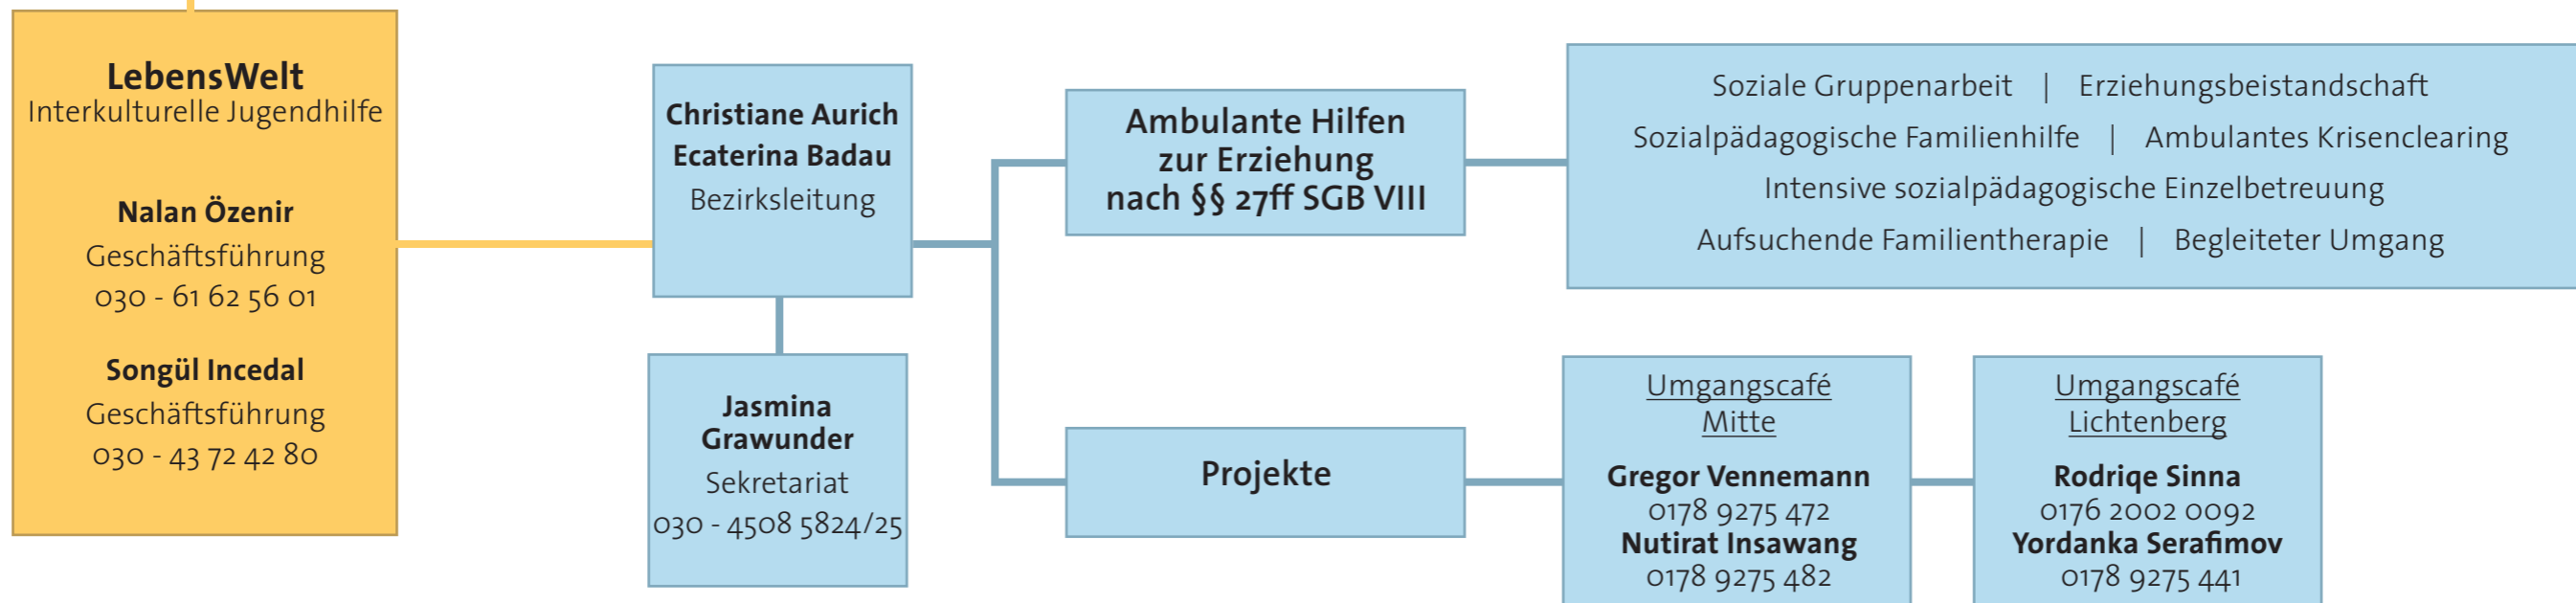 LebensWelt
Interkulturelle Jugendhilfe
Nalan Özenir
Geschäftsführung
030 - 61 62 56 01
Songül Incedal
Geschäftsführung
030 - 43 72 42 80
Christiane Aurich
Ecaterina Badau
Bezirksleitung
Jasmina
Grawunder
Sekretariat
030 - 4508 5824/25
Ambulante Hilfen
zur Erziehung
nach §§ 27ff SGB VIII
Soziale Gruppenarbeit | Erziehungsbeistandschaft
Sozialpädagogische Familienhilfe | Ambulantes Krisenclearing
Intensive sozialpädagogische Einzelbetreuung
Aufsuchende Familientherapie | Begleiteter Umgang
Projekte
Umgangscafé
Mitte
Gregor Vennemann
0178 9275 472
Nutirat Insawang
0178 9275 482
Umgangscafé
Lichtenberg
Rodriqe Sinna
0176 2002 0092
Yordanka Serafimov
0178 9275 441